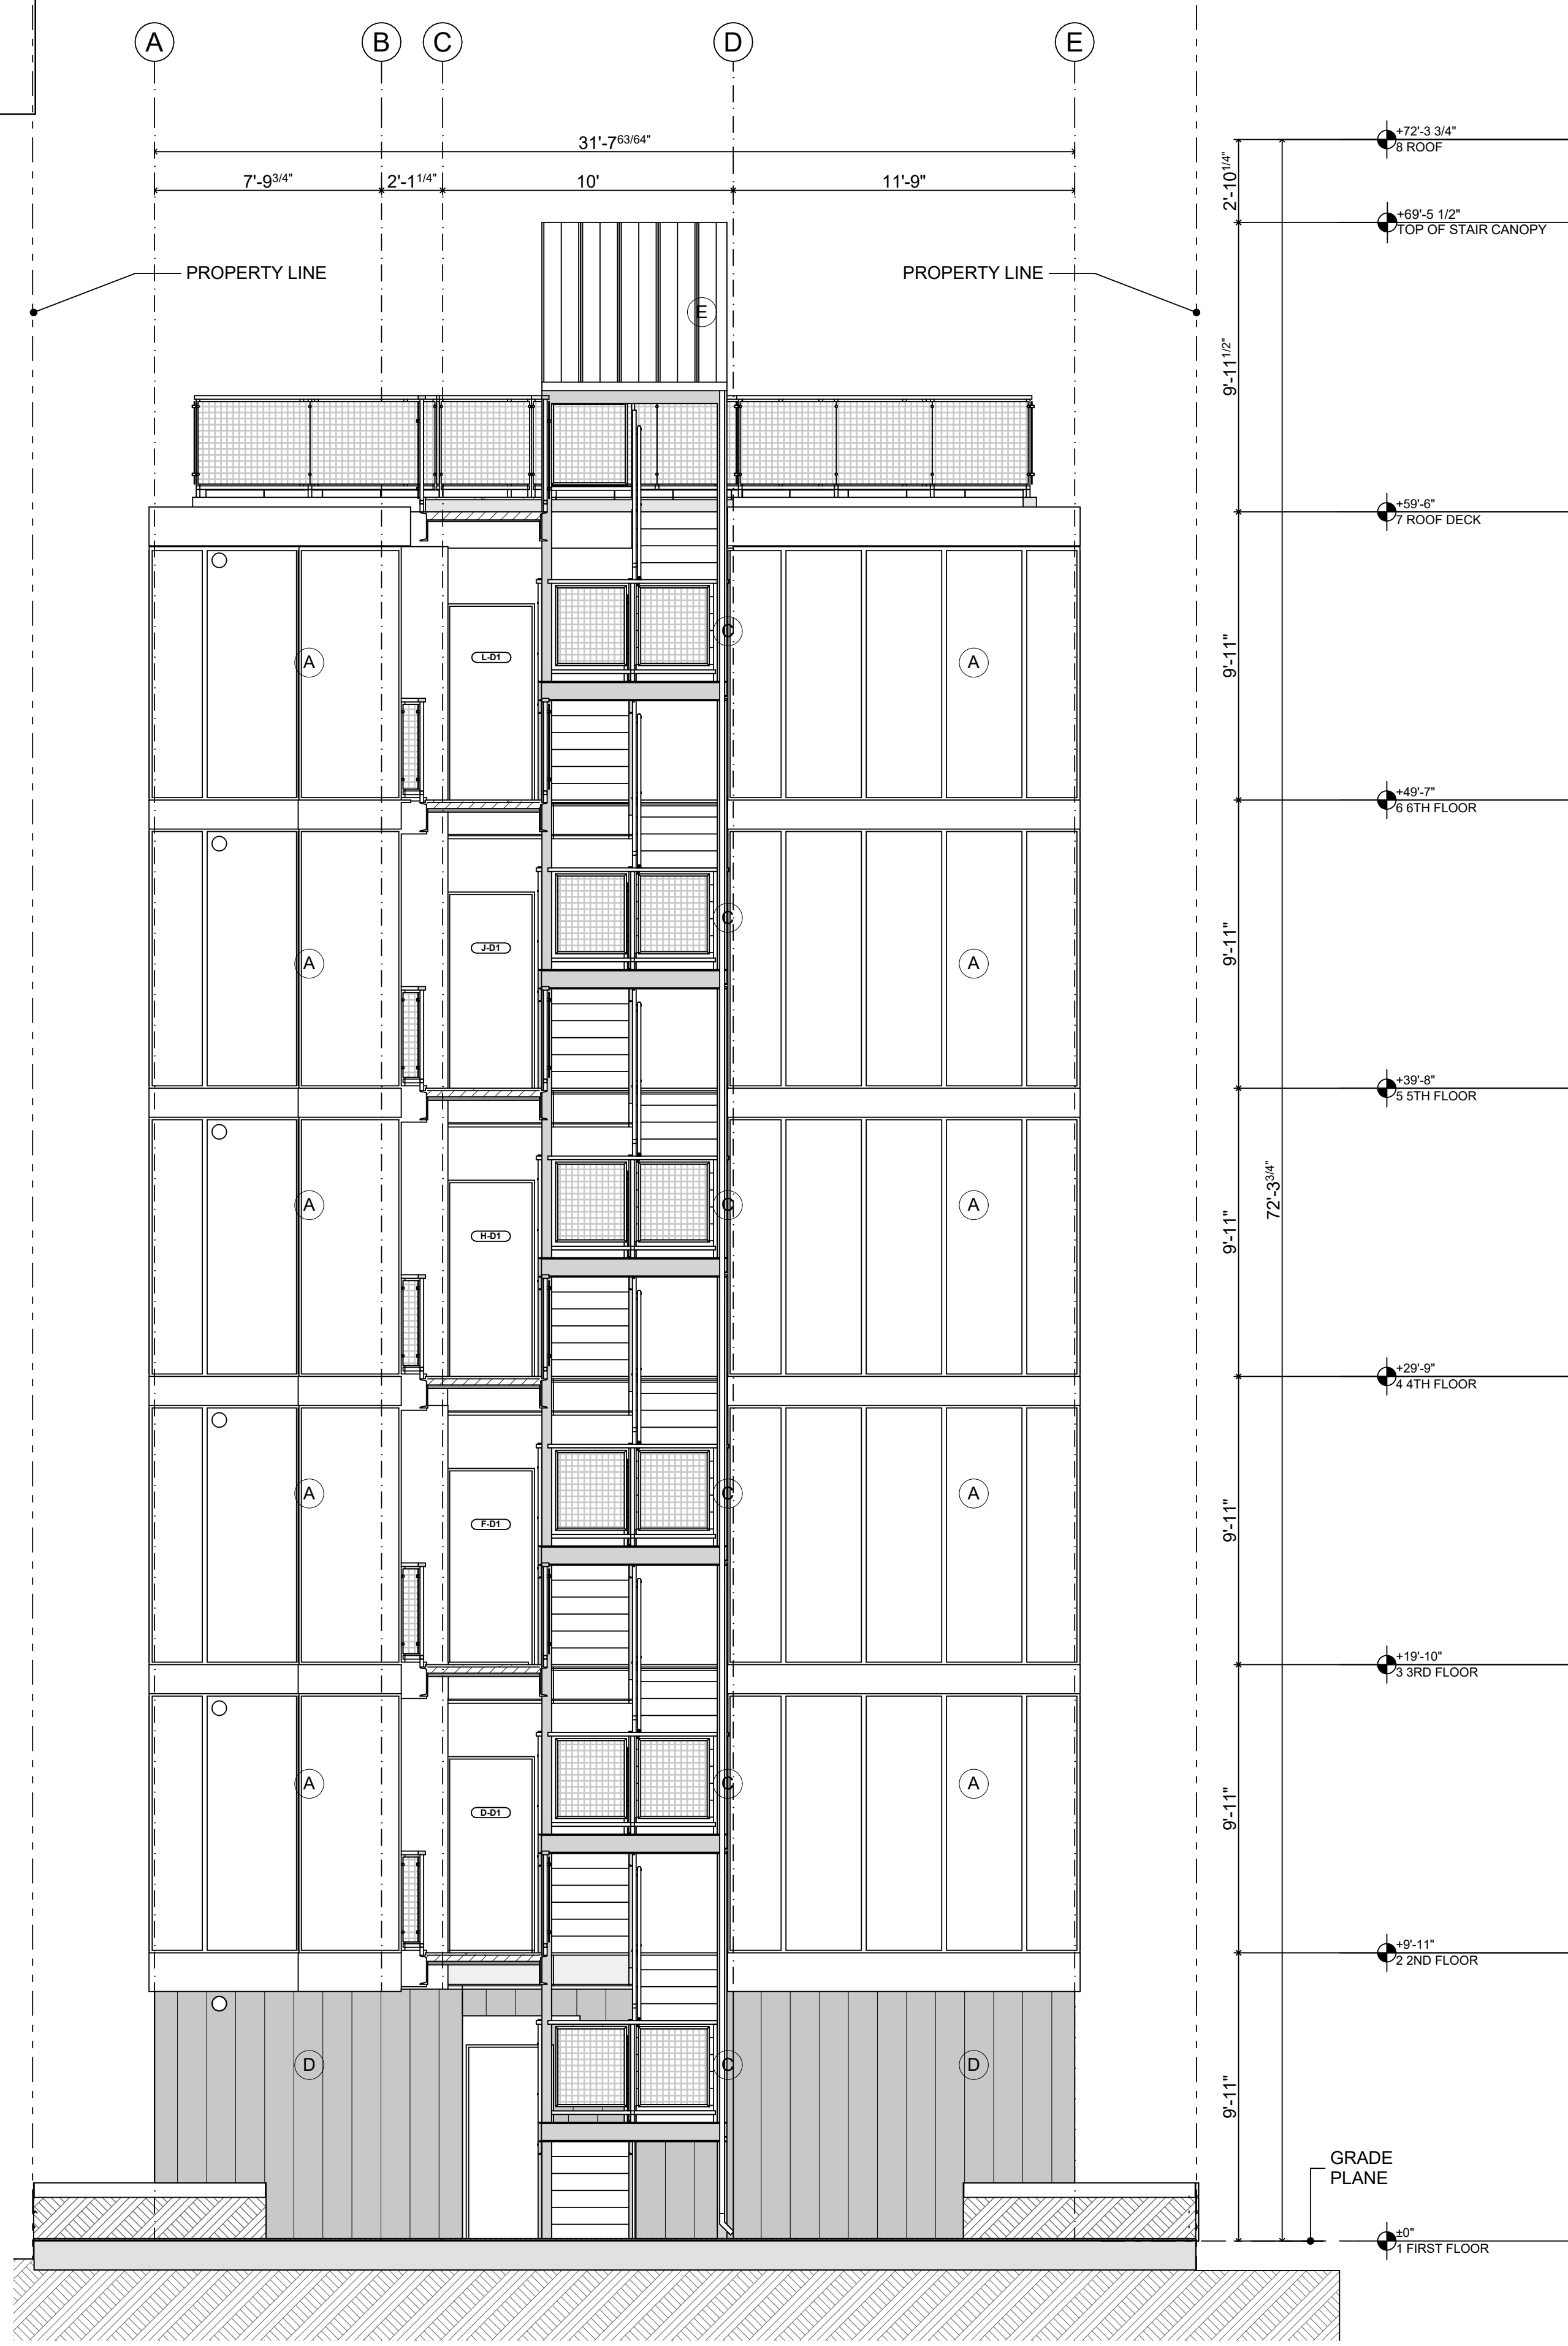 A B C D E
31'-7 63/64"
7'-9 3/4" 2'-1 1/4" 10' 11'-9"
+72'-3 3/4"
8 ROOF
2'-10 1/4"
+69'-5 1/2"
TOP OF STAIR CANOPY
PROPERTY LINE
PROPERTY LINE
E
9'-11 1/2"
+59'-6"
7 ROOF DECK
C
L-D1
A
A
9'-11"
+49'-7"
6 6TH FLOOR
C
J-D1
A
A
9'-11"
+39'-8"
5 5TH FLOOR
72'-3 3/4"
A
C
A
H-D1
9'-11"
+29'-9"
4 4TH FLOOR
A
C
A
F-D1
9'-11"
+19'-10"
3 3RD FLOOR
A
C
A
D-D1
9'-11"
+9'-11"
2 2ND FLOOR
D
C
D
9'-11"
GRADE
PLANE
±0"
1 FIRST FLOOR